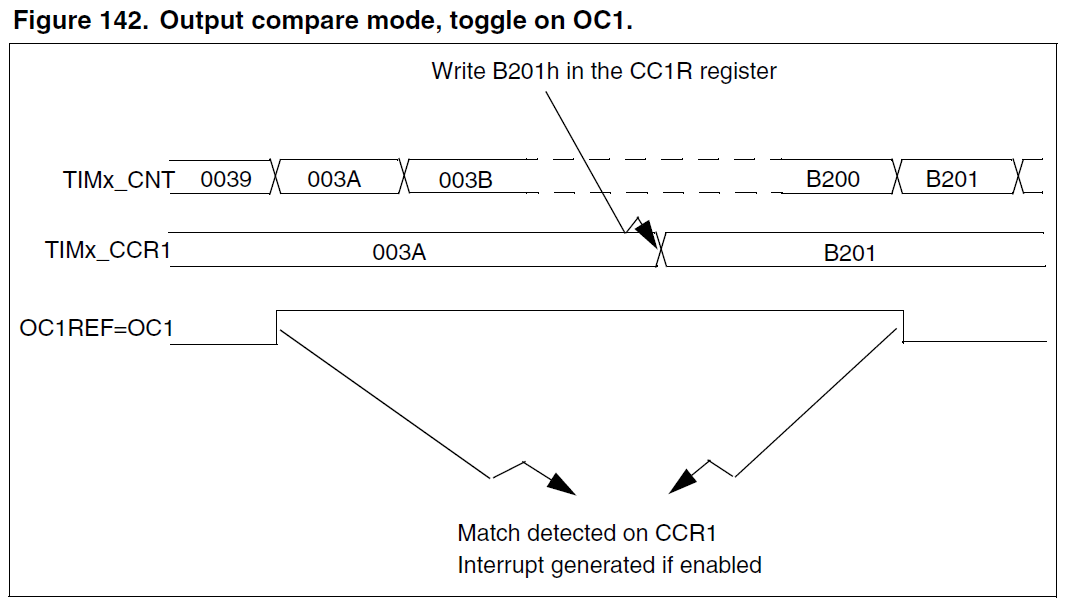 Figure 142. Output compare mode, toggle on OC1.
Write B201h in the CC1R register
TIMx_CNT 0039 003A 003B B200 B201
TIMx_CCR1 003A B201
OC1REF=OC1
Match detected on CCR1
Interrupt generated if enabled